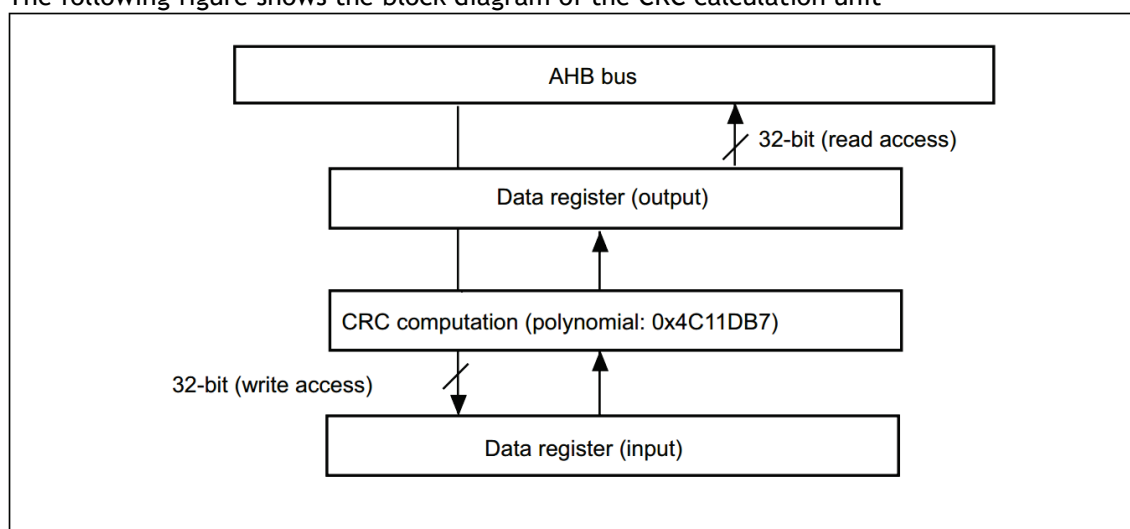 The following figure shows the block diagram of the CRC calculation unit
AHB bus
32-bit (read access)
Data register (output)
CRC computation (polynomial: 0x4C11DB7)
32-bit (write access)
Data register (input)